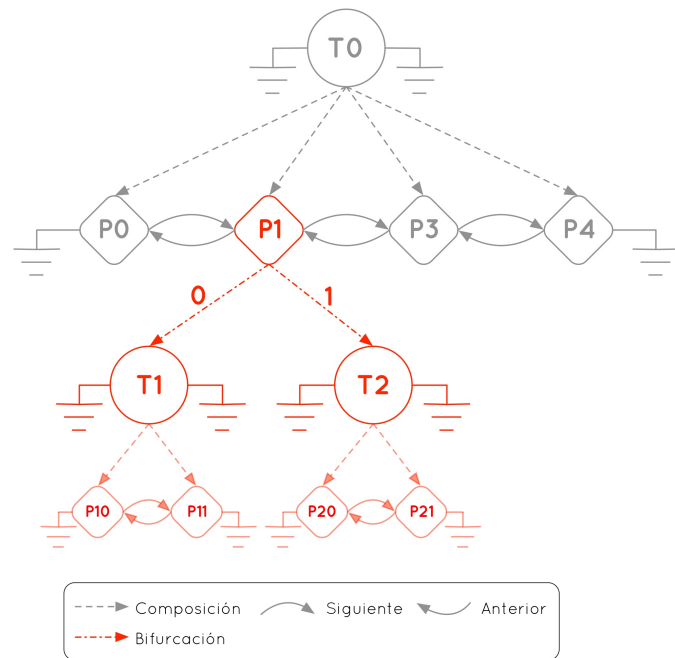 T0
P0 P1 P3 P4
0 1
T1 T2
P10 P11 P20 P21
Composición Siguiente Anterior
Bifurcación